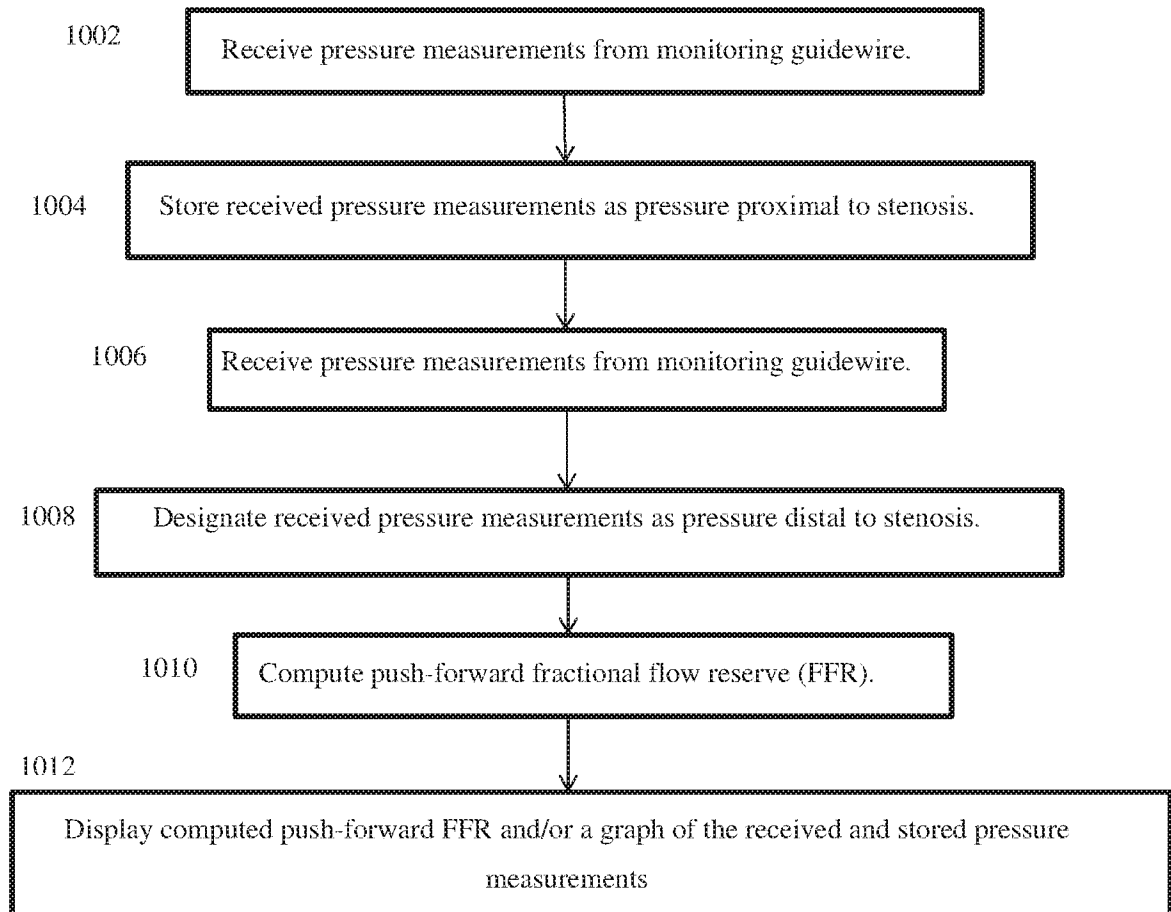 1002
Receive pressure measurements from monitoring guidewire.
1004
Store received pressure measurements as pressure proximal to stenosis.
1006
Receive pressure measurements from monitoring guidewire.
1008
Designate received pressure measurements as pressure distal to stenosis.
1010
Compute push-forward fractional flow reserve (FFR).
1012
Display computed push-forward FFR and/or a graph of the received and stored pressure
measurements